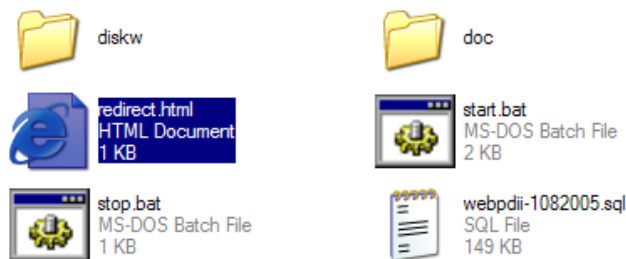 diskw
doc
redirect.html
HTML Document
1 KB
start.bat
MS-DOS Batch File
2 KB
stop.bat
MS-DOS Batch File
1 KB
webpdii-1082005.sql
SQL File
149 KB